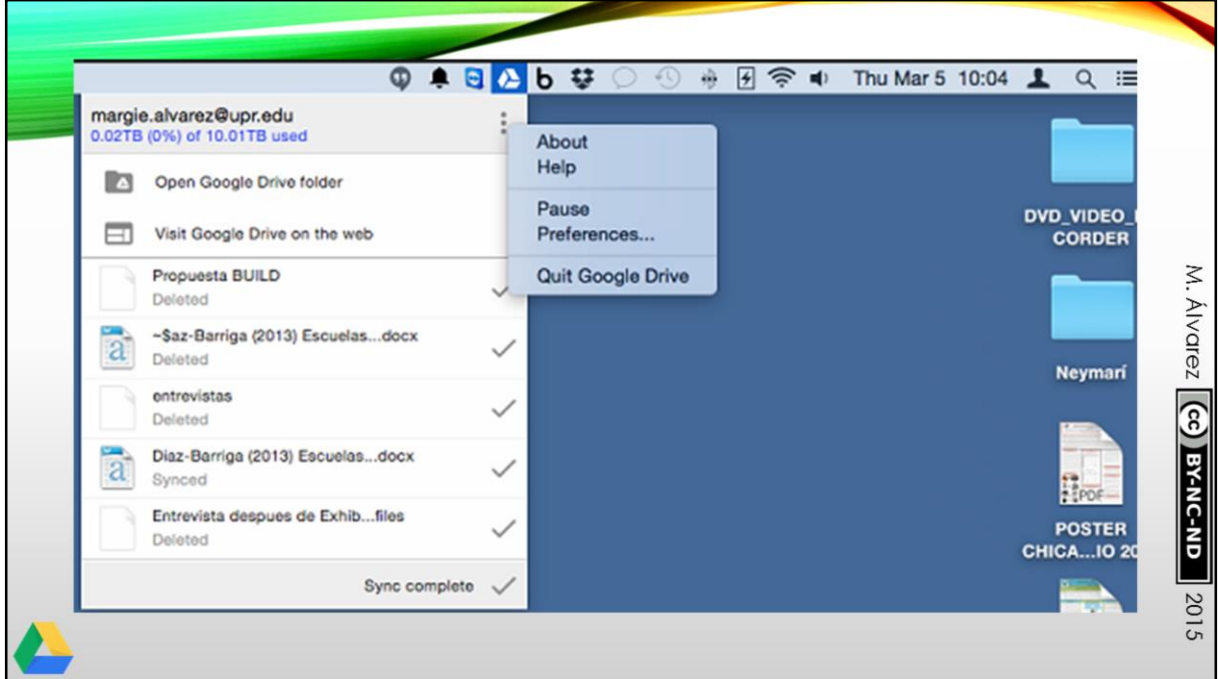 Thu Mar 5 10:04
margie.alvarez@upr.edu
0.02TB (0%) of 10.01TB used
Open Google Drive folder
Visit Google Drive on the web
Propuesta BUILD
Deleted
~$az-Barriga (2013) Escuelas...docx
Deleted
entrevistas
Deleted
Diaz-Barriga (2013) Escuelas...docx
Synced
Entrevista despues de Exhib...files
Deleted
Sync complete
About
Help
Pause
Preferences...
Quit Google Drive
DVD_VIDEO_
CORDER
Neymarí
PDF
POSTER
CHICA...IO 20
M. Álvarez cc BY-NC-ND 2015